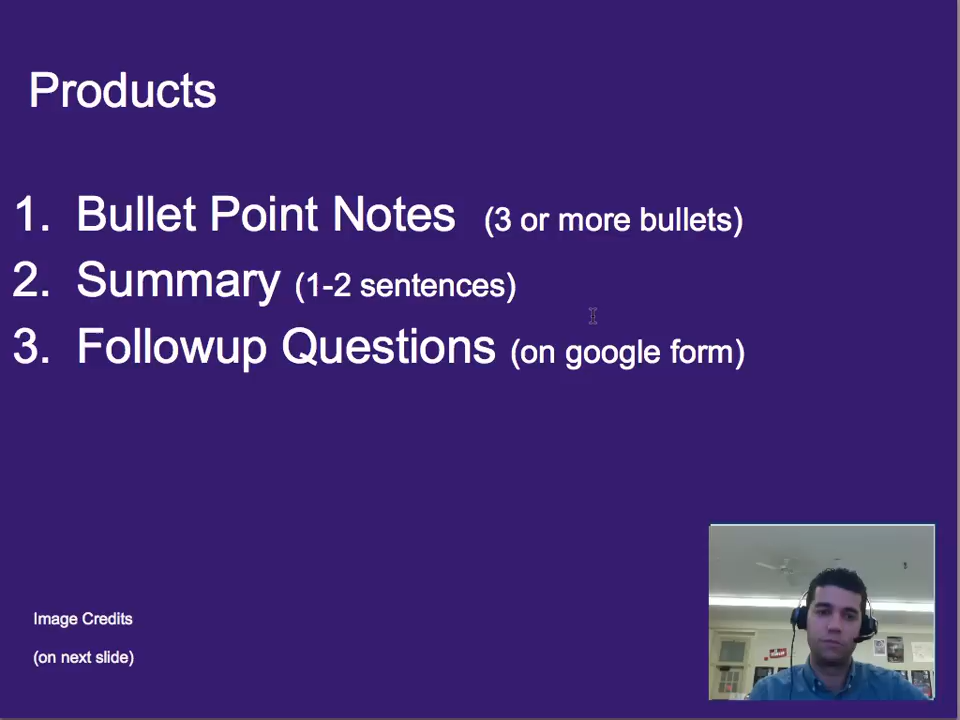 Products
1. Bullet Point Notes (3 or more bullets)
2. Summary (1-2 sentences)
3. Followup Questions (on google form)
Image Credits
(on next slide)